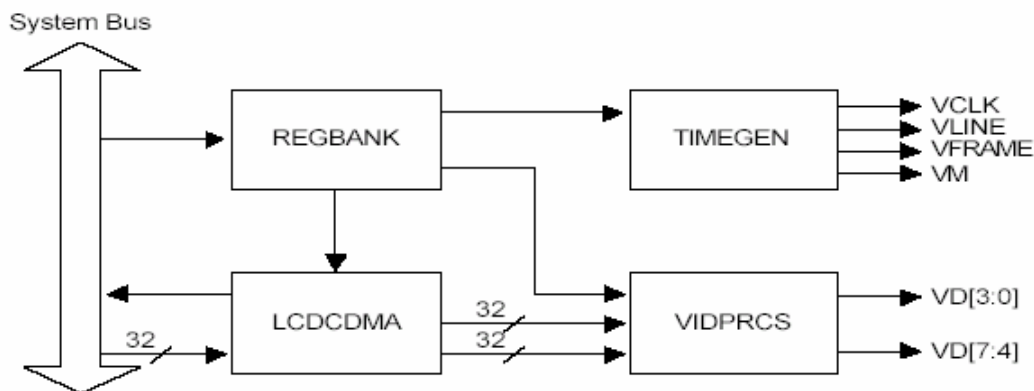 System Bus
REGBANK
TIMEGEN
VCLK
VLINE
VFRAME
VM
LCDCDMA
VIDPRCS
32
32
32
VD[3:0]
VD[7:4]